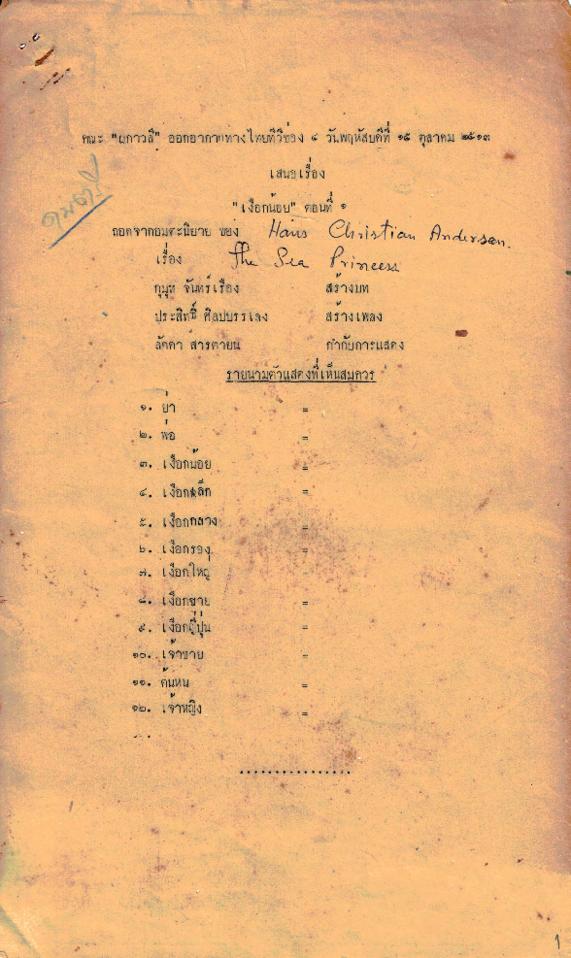 คณะ "ผกาวลี" ออกอากาศทางไทยทีวีช่อง ๔ วันพฤหัสบดีที่ ๑๕ ตุลาคม ๒๕๑๓
เสนอเรื่อง
ดนตรี
"เงือกน้อย" ตอนที่ ๑
ถอดจากอมตะนิยาย ของ Hans Christian Andersan.
เรื่อง The Sea Princess
กุมุท จันทร์เรือง สร้างบท
ประสิทธิ์ ศิลปบรรเลง สร้างเพลง
ลัดดา สารตายน กำกับการแสดง
รายนามตัวแสดงที่เห็นสมควร
๑. ย่า =
๒. พ่อ =
๓. เงือกน้อย =
๔. เงือกเล็ก =
๕. เงือกกลาง =
๖. เงือกรอง =
๗. เงือกใหญ่ =
๘. เงือกชาย =
๙. เงือกญี่ปุ่น =
๑๐. เจ้าชาย =
๑๑. ต้นหน =
๑๒. เจ้าหญิง =
...
.................
1